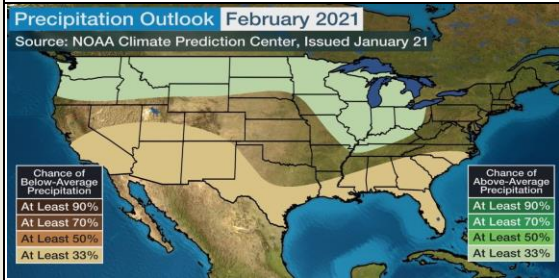 Precipitation Outlook February 2021
Source: NOAA Climate Prediction Center, Issued January 21
Chance of
Below-Average
Precipitation
At Least 90%
At Least 70%
At Least 50%
At Least 33%
Chance of
Above-Average
Precipitation
At Least 90%
At Least 70%
At Least 50%
At Least 33%